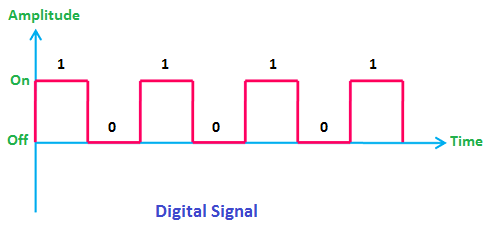 Amplitude
1 1 1 1
On
0 0 0
Off
Time
Digital Signal